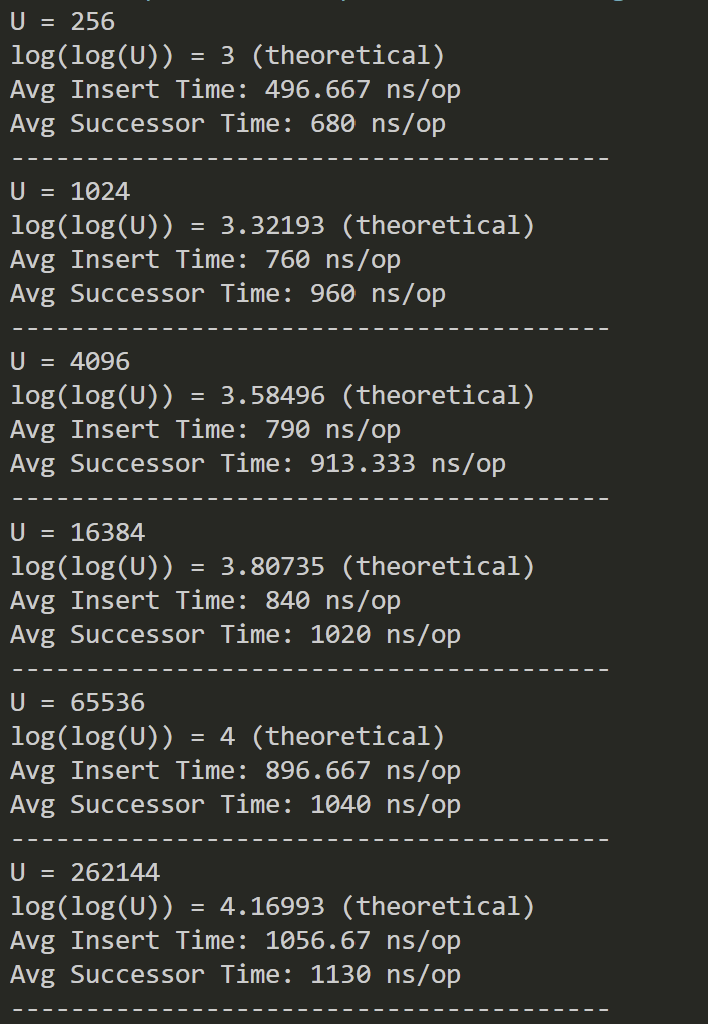 U = 256
log(log(U)) = 3 (theoretical)
Avg Insert Time: 496.667 ns/op
Avg Successor Time: 680 ns/op
----------------------------------------
U = 1024
log(log(U)) = 3.32193 (theoretical)
Avg Insert Time: 760 ns/op
Avg Successor Time: 960 ns/op
----------------------------------------
U = 4096
log(log(U)) = 3.58496 (theoretical)
Avg Insert Time: 790 ns/op
Avg Successor Time: 913.333 ns/op
----------------------------------------
U = 16384
log(log(U)) = 3.80735 (theoretical)
Avg Insert Time: 840 ns/op
Avg Successor Time: 1020 ns/op
----------------------------------------
U = 65536
log(log(U)) = 4 (theoretical)
Avg Insert Time: 896.667 ns/op
Avg Successor Time: 1040 ns/op
----------------------------------------
U = 262144
log(log(U)) = 4.16993 (theoretical)
Avg Insert Time: 1056.67 ns/op
Avg Successor Time: 1130 ns/op
----------------------------------------